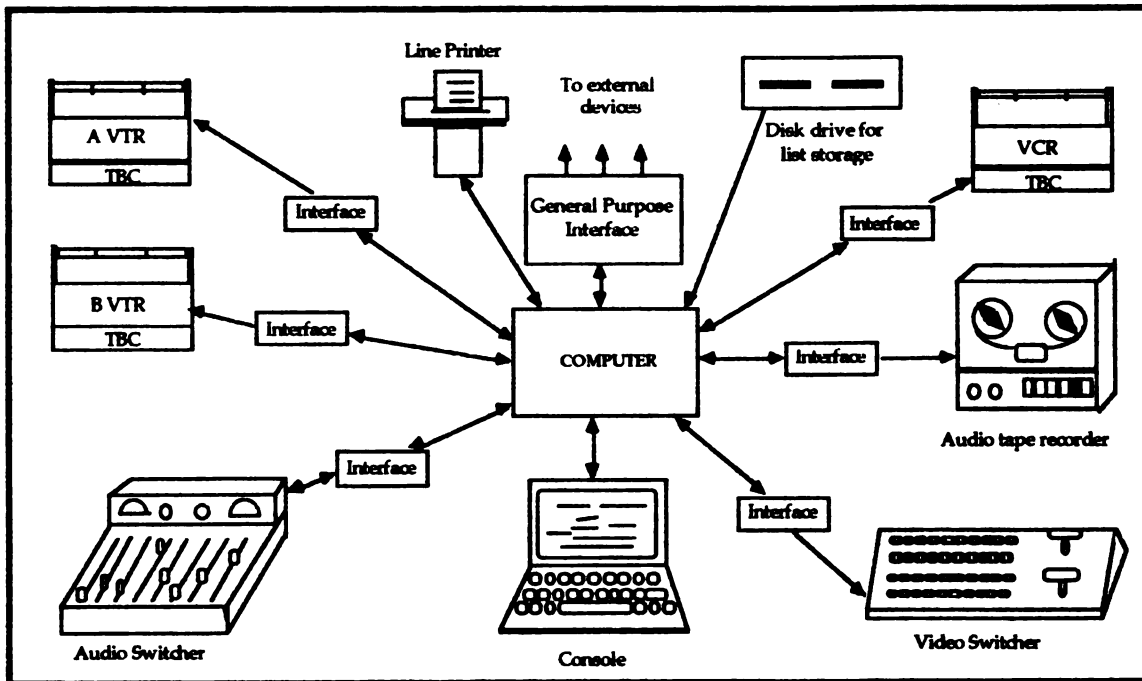 Line Printer
To external
devices
Disk drive for
list storage
A VTR
TBC
VCR
TBC
Interface
General Purpose
Interface
Interface
B VTR
TBC
Interface
COMPUTER
Interface
Audio tape recorder
Interface
Interface
Audio Switcher
Console
Video Switcher